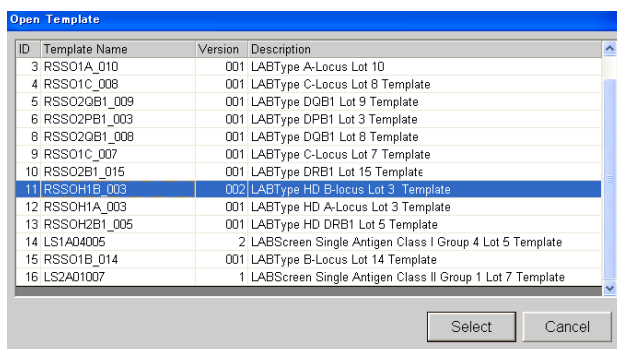 Open Template
ID Template Name Version Description
3 RSSO1A_010 001 LABType A-Locus Lot 10
4 RSSO1C_008 001 LABType C-Locus Lot 8 Template
5 RSSO2QB1_009 001 LABType DQB1 Lot 9 Template
6 RSSO2PB1_003 001 LABType DPB1 Lot 3 Template
8 RSSO2QB1_008 001 LABType DQB1 Lot 8 Template
9 RSSO1C_007 001 LABType C-Locus Lot 7 Template
10 RSSO2B1_015 001 LABType DRB1 Lot 15 Template
11 RSSOH1B_003 002 LABType HD B-locus Lot 3 Template
12 RSSOH1A_003 001 LABType HD A-Locus Lot 3 Template
13 RSSOH2B1_005 001 LABType HD DRB1 Lot 5 Template
14 LS1A04005 2 LABScreen Single Antigen Class I Group 4 Lot 5 Template
15 RSSO1B_014 001 LABType B-Locus Lot 14 Template
16 LS2A01007 1 LABScreen Single Antigen Class II Group 1 Lot 7 Template
Select Cancel